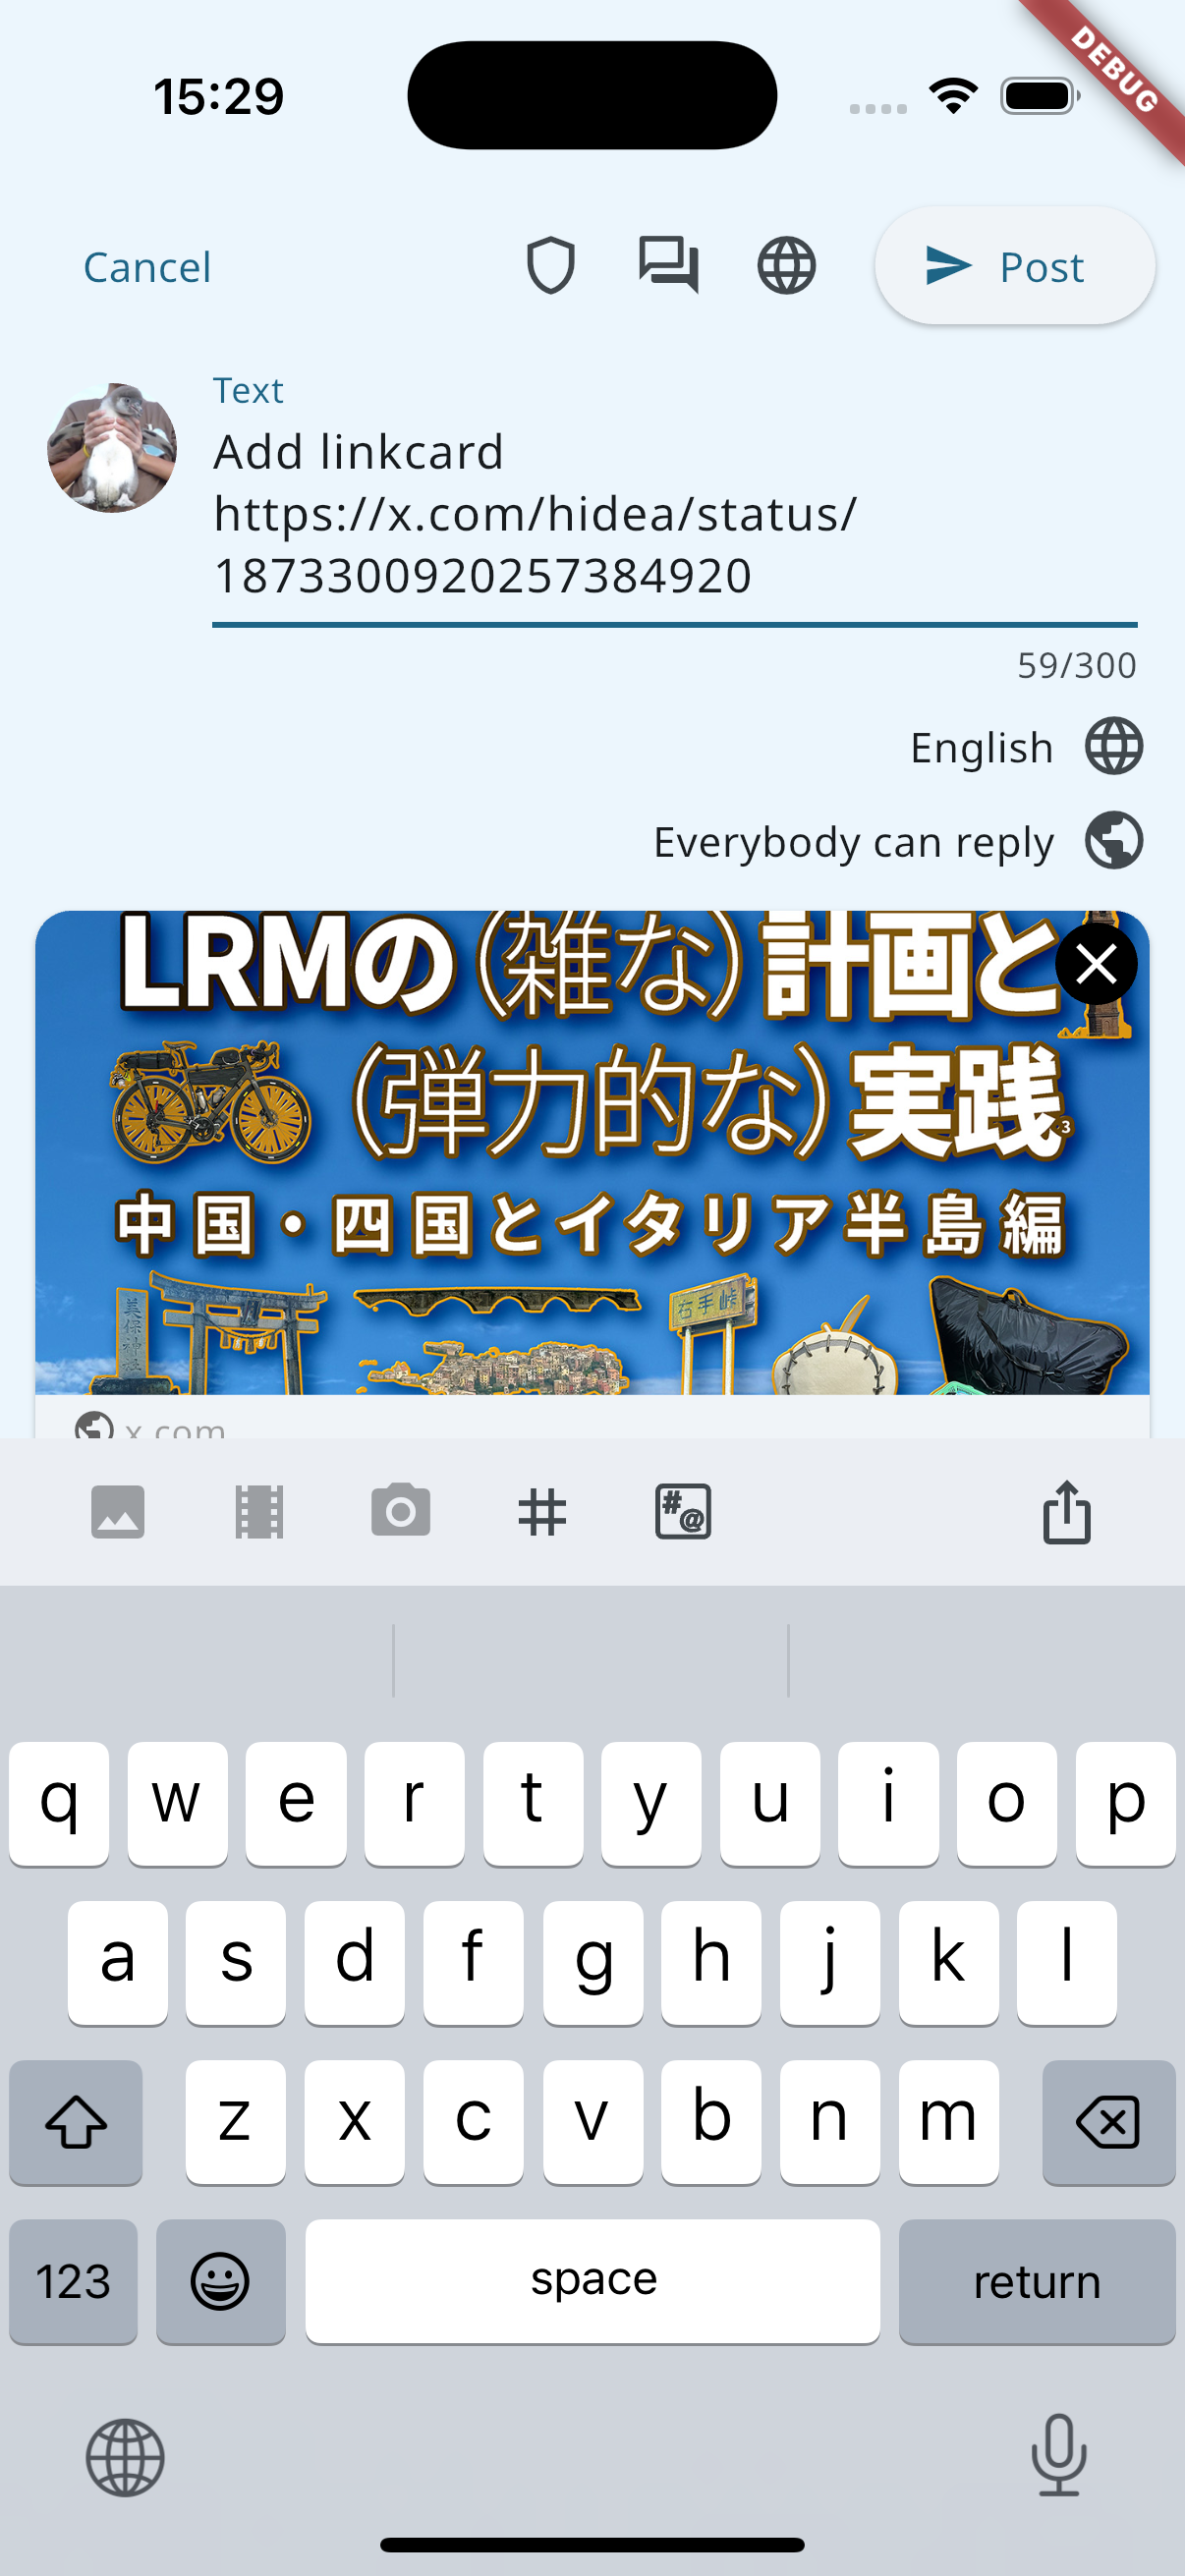 15:29
DEBUG
Cancel
Post
Text
Add linkcard
https://x.com/hidea/status/
1873300920257384920
59/300
English
Everybody can reply
LRMの(雑な)計画と
(弾力的な)実践
3
中国・四国とイタリア半島編
美保神社
右手峠
x.com
#@
q w e r t y u i o p
a s d f g h j k l
z x c v b n m
123
space
return